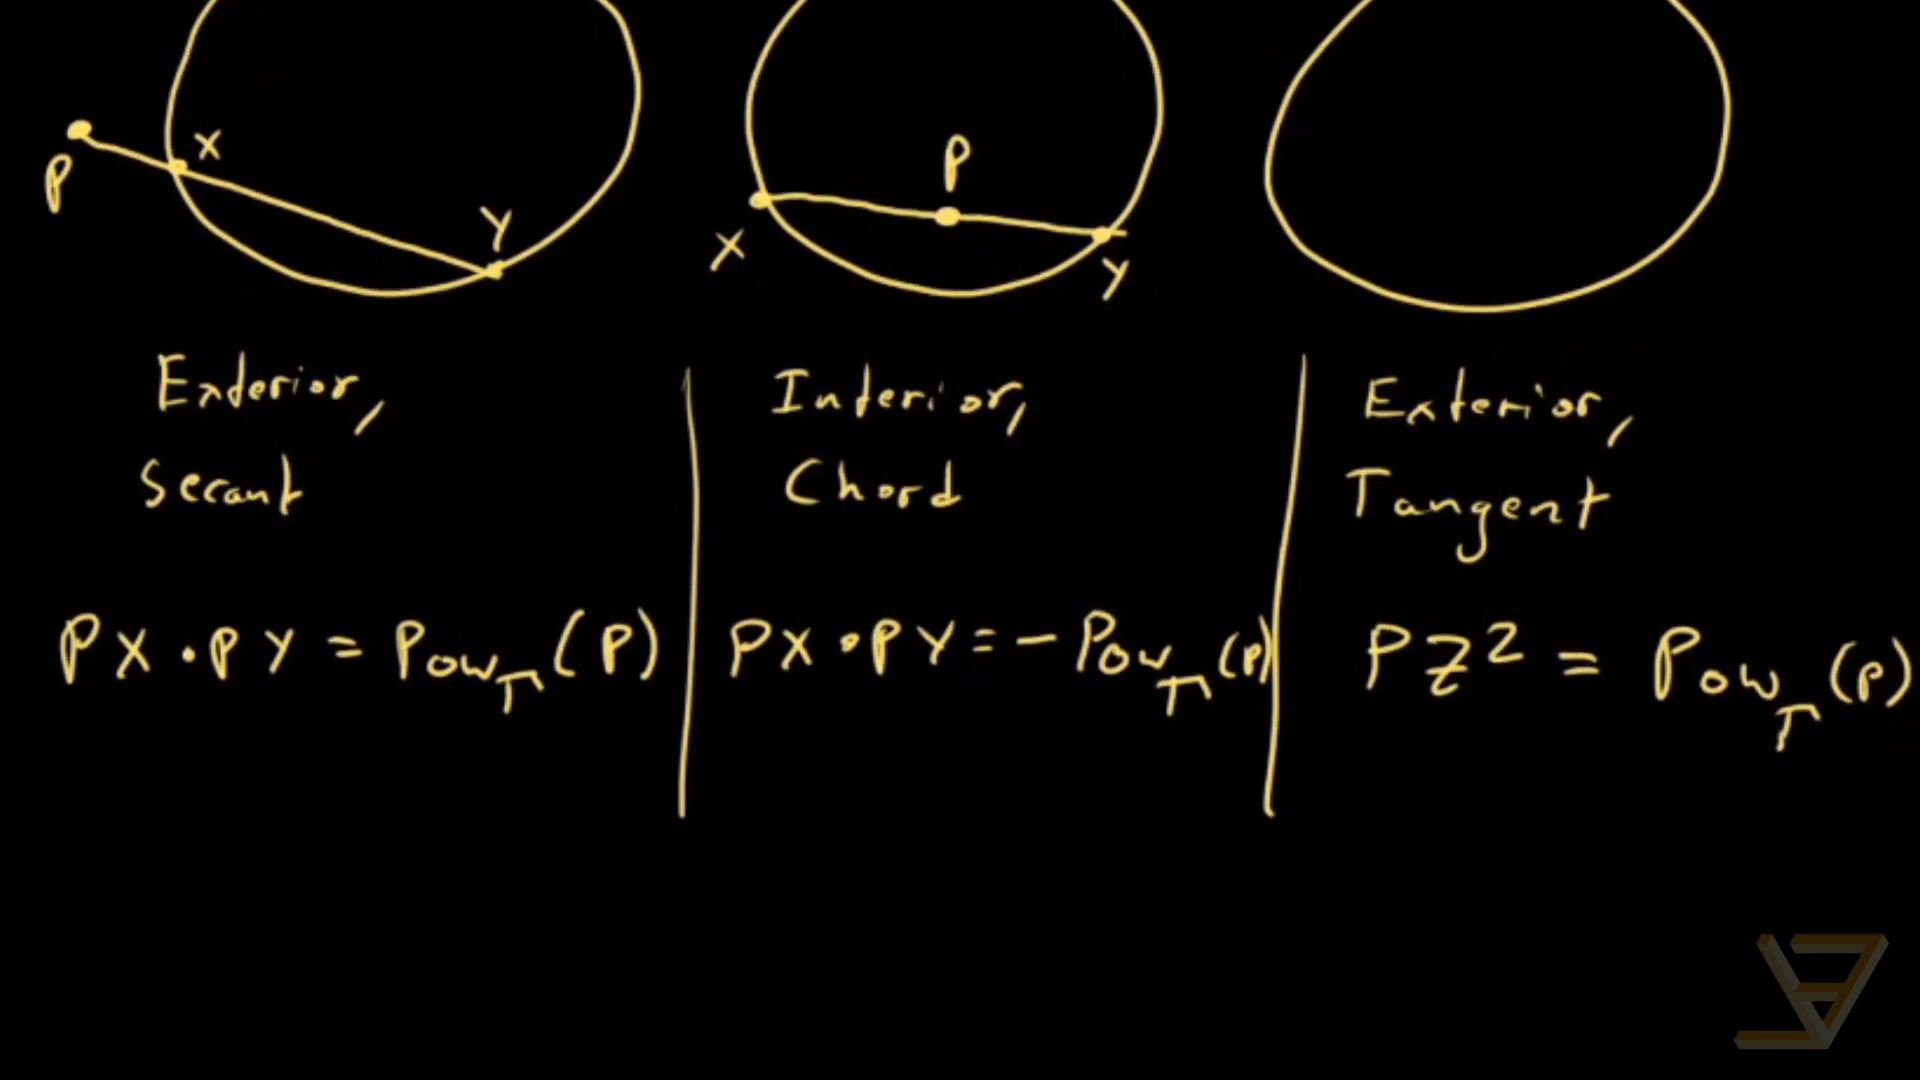 P X
Y
P
X Y
Exterior,
Secant
Interior,
Chord
Exterior,
Tangent
PX · PY = Pow_Γ(P)
PX · PY = - Pow_Γ(P)
PZ² = Pow_Γ(P)